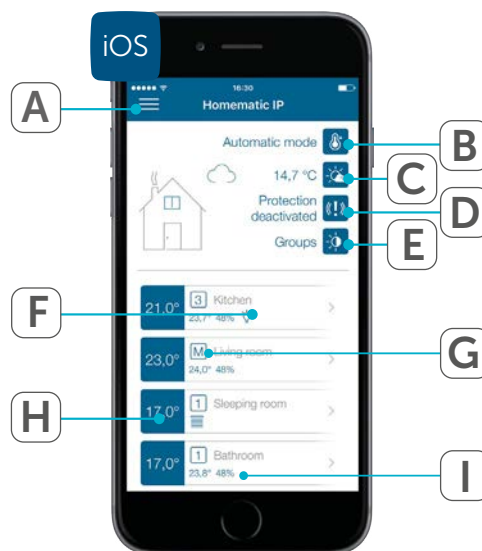 iOS
16:30
Homematic IP
A
Automatic mode
B
14,7 °C
C
Protection
deactivated
D
Groups
E
21,0°
3 Kitchen
23,7° 48%
F
23,0°
M Living room
24,0° 48%
G
17,0°
1 Sleeping room
H
17,0°
1 Bathroom
23,8° 48%
I